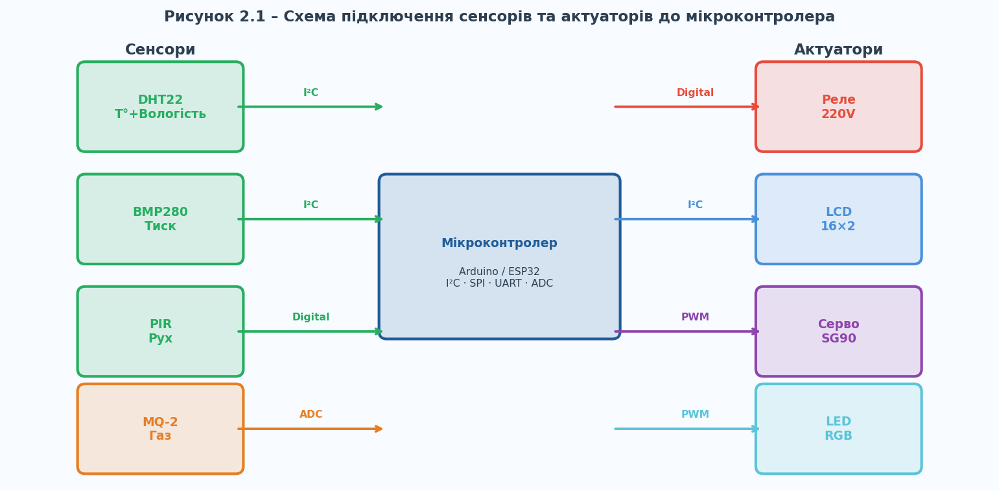 Рисунок 2.1 – Схема підключення сенсорів та актуаторів до мікроконтролера
Сенсори
Актуатори
DHT22
T°+Вологість
I²C
Digital
Реле
220V
BMP280
Тиск
I²C
Мікроконтролер
Arduino / ESP32
I²C · SPI · UART · ADC
I²C
LCD
16×2
PIR
Рух
Digital
PWM
Серво
SG90
MQ-2
Газ
ADC
PWM
LED
RGB